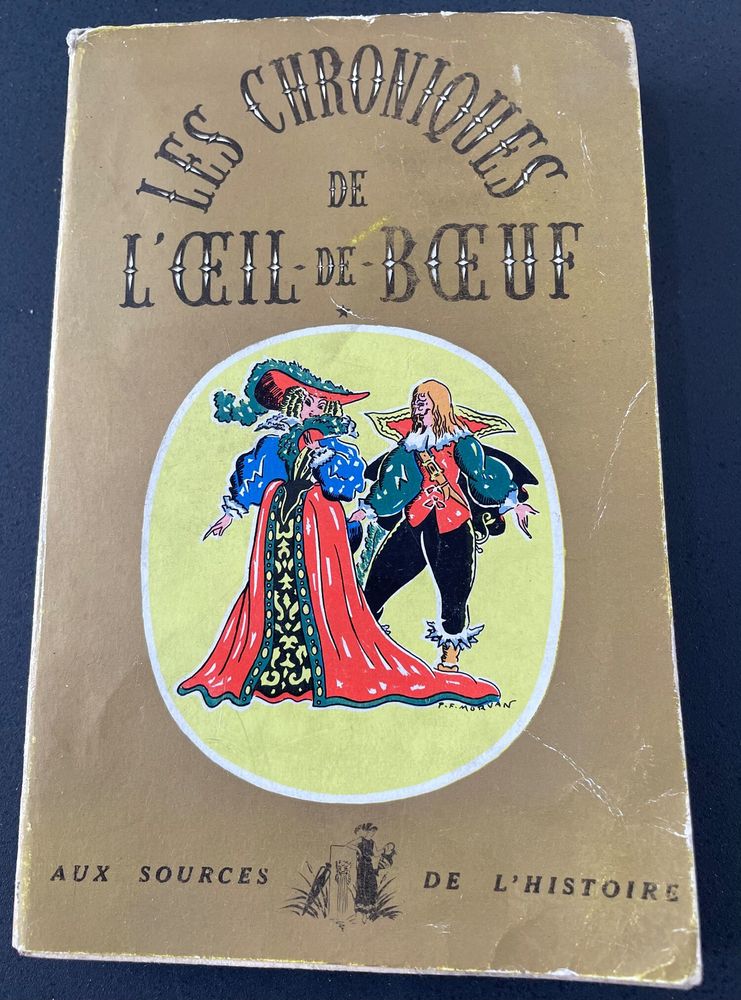 LES CHRONIQUES
DE
L'ŒIL-DE-BŒUF
*
P.F. MORVAN
AUX SOURCES DE L'HISTOIRE